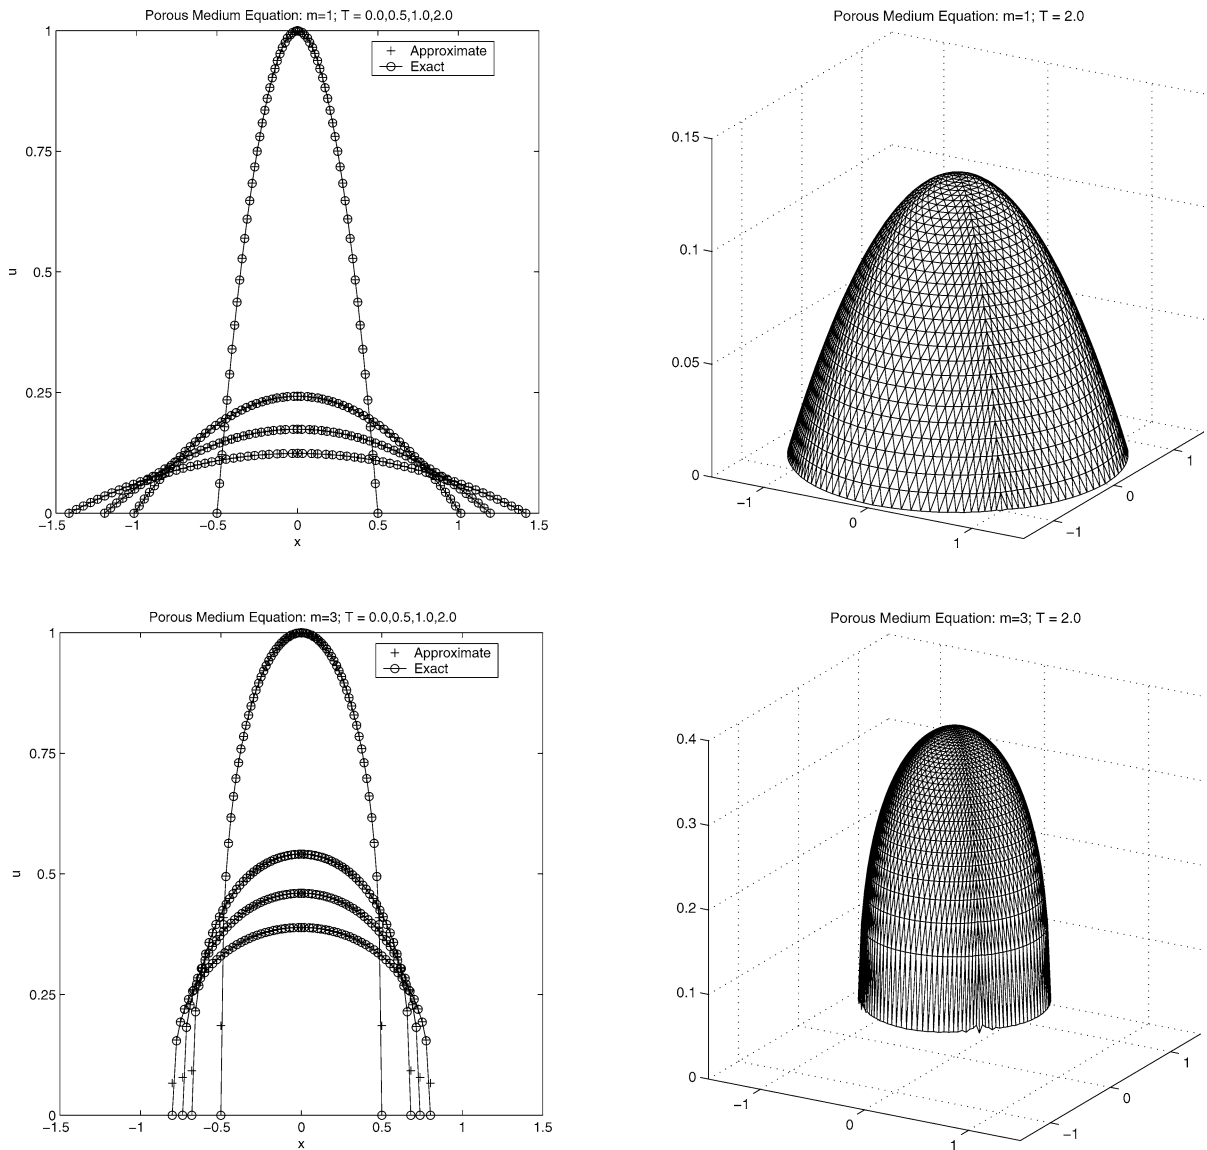 Porous Medium Equation: m=1; T = 0.0,0.5,1.0,2.0
1
0.75
0.5
0.25
0
u
-1.5 -1 -0.5 0 0.5 1 1.5
x
Approximate
Exact
Porous Medium Equation: m=1; T = 2.0
0.15
0.1
0.05
0
-1
0
1
-1
0
1
Porous Medium Equation: m=3; T = 0.0,0.5,1.0,2.0
1
0.75
0.5
0.25
0
u
-1.5 -1 -0.5 0 0.5 1 1.5
x
Approximate
Exact
Porous Medium Equation: m=3; T = 2.0
0.4
0.3
0.2
0.1
0
-1
0
1
-1
0
1